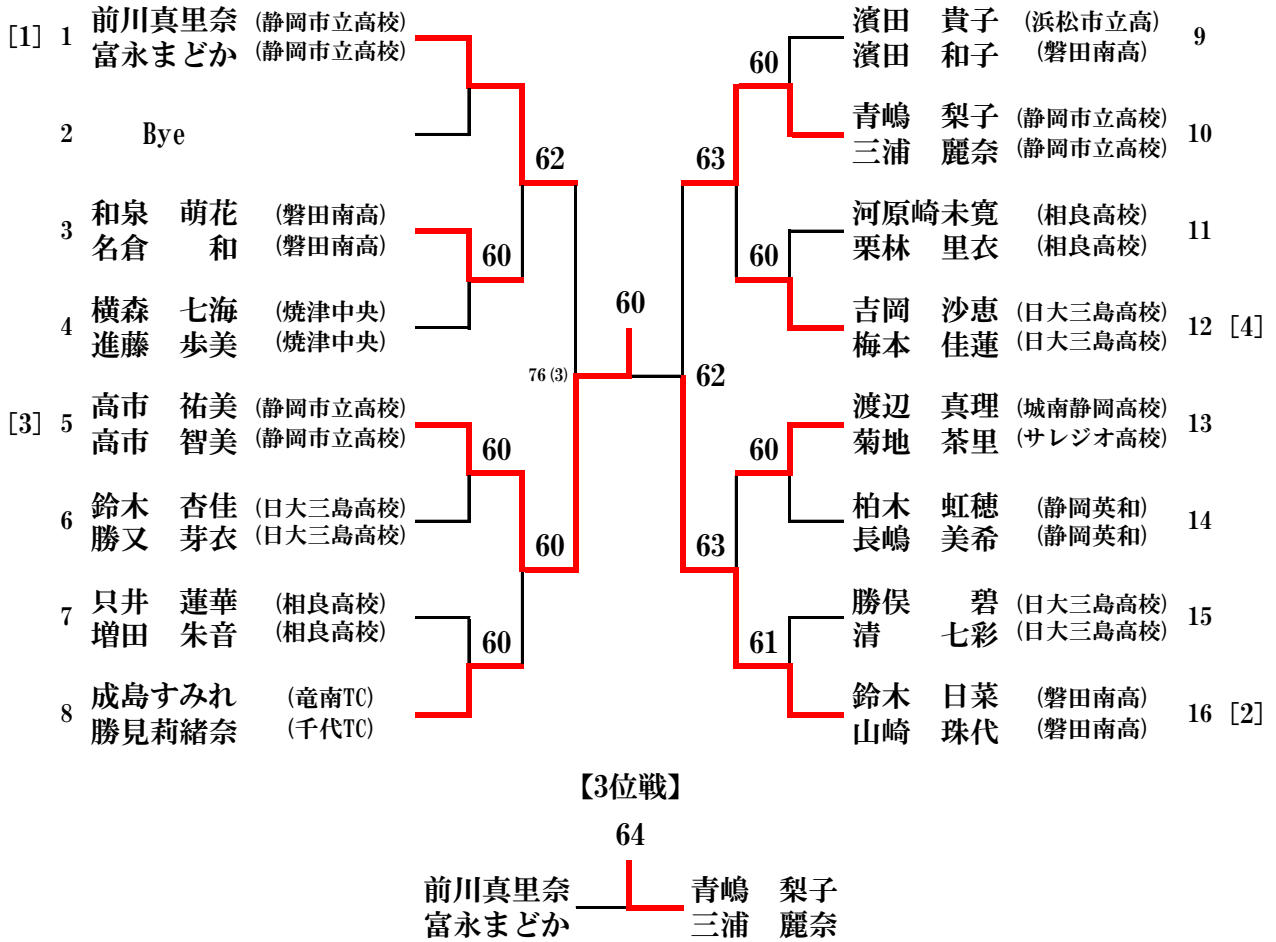 [1] 1 前川真里奈 (静岡市立高校)
富永まどか (静岡市立高校)
2 Bye
62
3 和泉 萌花 (磐田南高)
名倉 和 (磐田南高)
60
4 横森 七海 (焼津中央)
進藤 歩美 (焼津中央)
76(3)
[3] 5 高市 祐美 (静岡市立高校)
高市 智美 (静岡市立高校)
60
6 鈴木 杏佳 (日大三島高校)
勝又 芽衣 (日大三島高校)
60
7 只井 蓮華 (相良高校)
増田 朱音 (相良高校)
60
8 成島すみれ (竜南TC)
勝見莉緒奈 (千代TC)
60
濱田 貴子 (浜松市立高) 9
濱田 和子 (磐田南高)
60
青嶋 梨子 (静岡市立高校) 10
三浦 麗奈 (静岡市立高校)
63
河原崎未寛 (相良高校) 11
栗林 里衣 (相良高校)
60
吉岡 沙恵 (日大三島高校) 12 [4]
梅本 佳蓮 (日大三島高校)
62
渡辺 真理 (城南静岡高校) 13
菊地 茶里 (サレジオ高校)
60
柏木 虹穂 (静岡英和) 14
長嶋 美希 (静岡英和)
63
勝俣 碧 (日大三島高校) 15
清 七彩 (日大三島高校)
61
鈴木 日菜 (磐田南高) 16 [2]
山崎 珠代 (磐田南高)
【3位戦】
64
前川真里奈 青嶋 梨子
富永まどか 三浦 麗奈